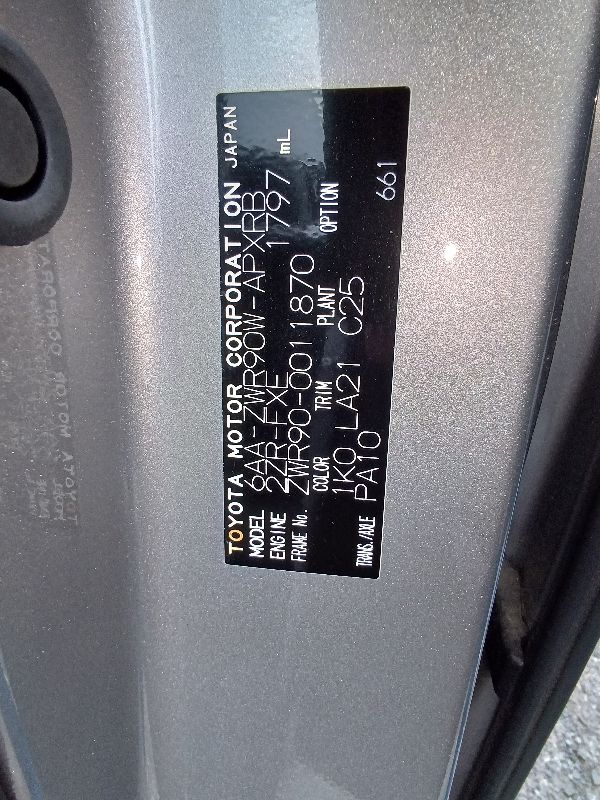 TOYOTA MOTOR CORPORATION JAPAN
MODEL 6AA-ZWR90W-APXRB
ENGINE 2ZR-FXE 1797 mL
FRAME No. ZWR90-0011870
COLOR TRIM PLANT OPTION
1K0 LA21 C25
TRANS./AXLE PA10
661